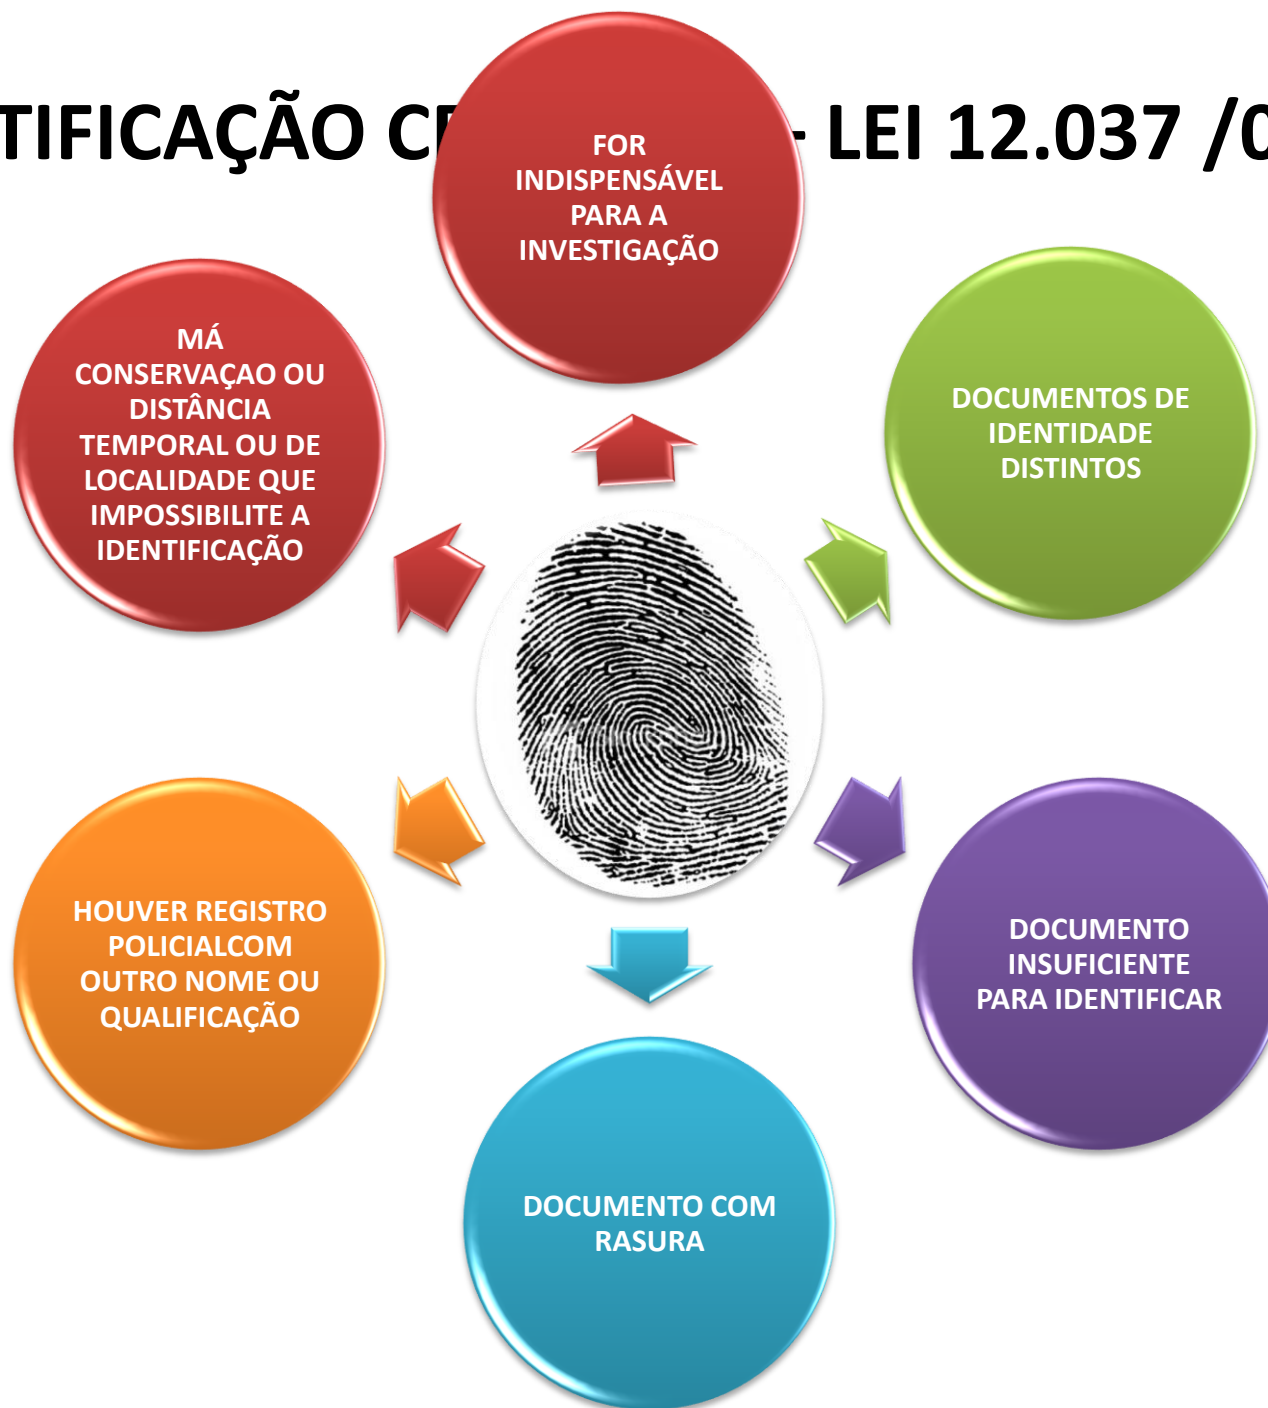 TIFICAÇÃO C - LEI 12.037 /0
FOR
INDISPENSÁVEL
PARA A
INVESTIGAÇÃO
DOCUMENTOS DE
IDENTIDADE
DISTINTOS
DOCUMENTO
INSUFICIENTE
PARA IDENTIFICAR
DOCUMENTO COM
RASURA
HOUVER REGISTRO
POLICIALCOM
OUTRO NOME OU
QUALIFICAÇÃO
MÁ
CONSERVAÇAO OU
DISTÂNCIA
TEMPORAL OU DE
LOCALIDADE QUE
IMPOSSIBILITE A
IDENTIFICAÇÃO